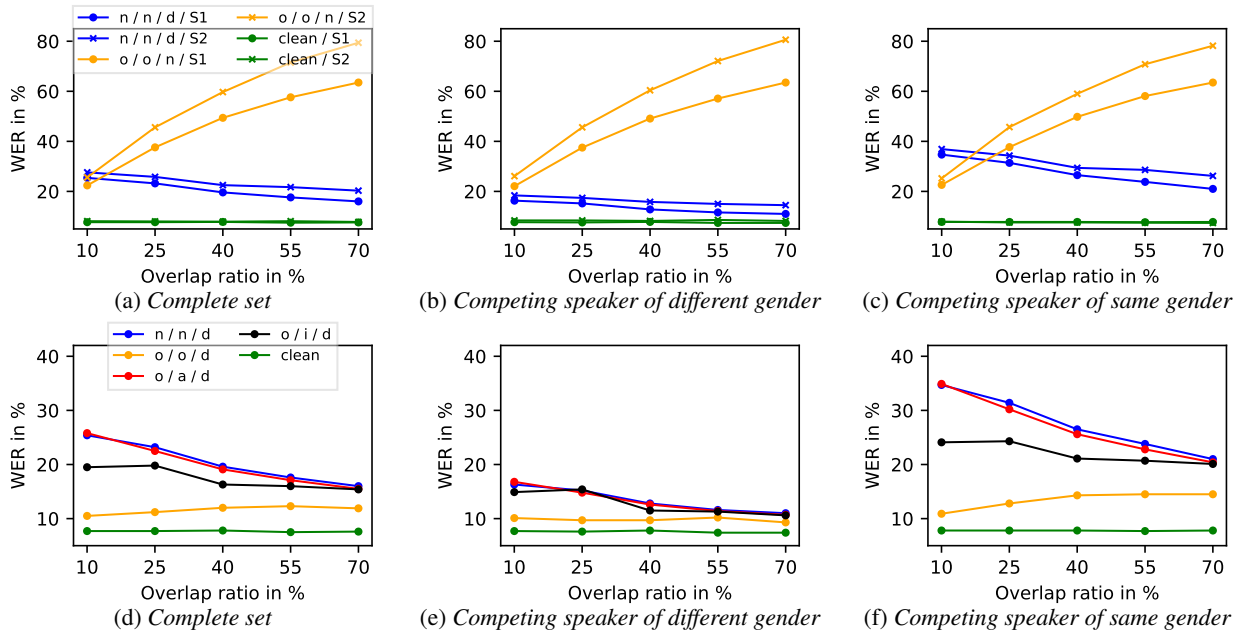 n / n / d / S1
n / n / d / S2
o / o / n / S1
o / o / n / S2
clean / S1
clean / S2
WER in %
80
60
40
20
10 25 40 55 70
Overlap ratio in %
(a) Complete set
WER in %
80
60
40
20
10 25 40 55 70
Overlap ratio in %
(b) Competing speaker of different gender
WER in %
80
60
40
20
10 25 40 55 70
Overlap ratio in %
(c) Competing speaker of same gender
n / n / d
o / o / d
o / a / d
o / i / d
clean
WER in %
40
30
20
10
10 25 40 55 70
Overlap ratio in %
(d) Complete set
WER in %
40
30
20
10
10 25 40 55 70
Overlap ratio in %
(e) Competing speaker of different gender
WER in %
40
30
20
10
10 25 40 55 70
Overlap ratio in %
(f) Competing speaker of same gender